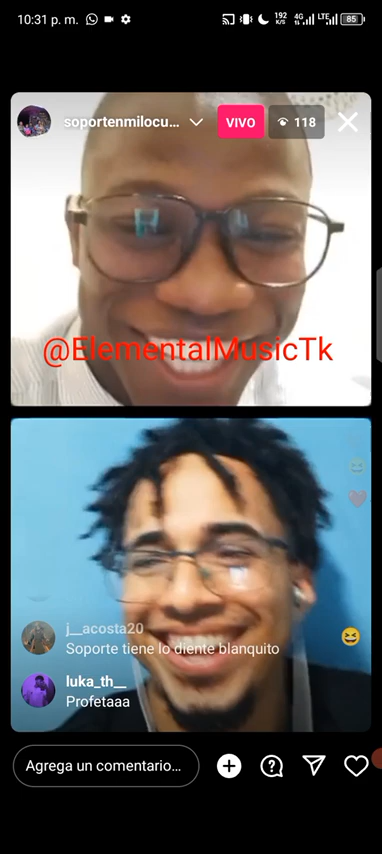 10:31 p. m.
192 K/S 4G LTE 85
soportenmilocu...
VIVO
118
@ElementalMusicTk
j__acosta20
Soporte tiene lo diente blanquito
luka_th__
Profetaaa
Agrega un comentario...